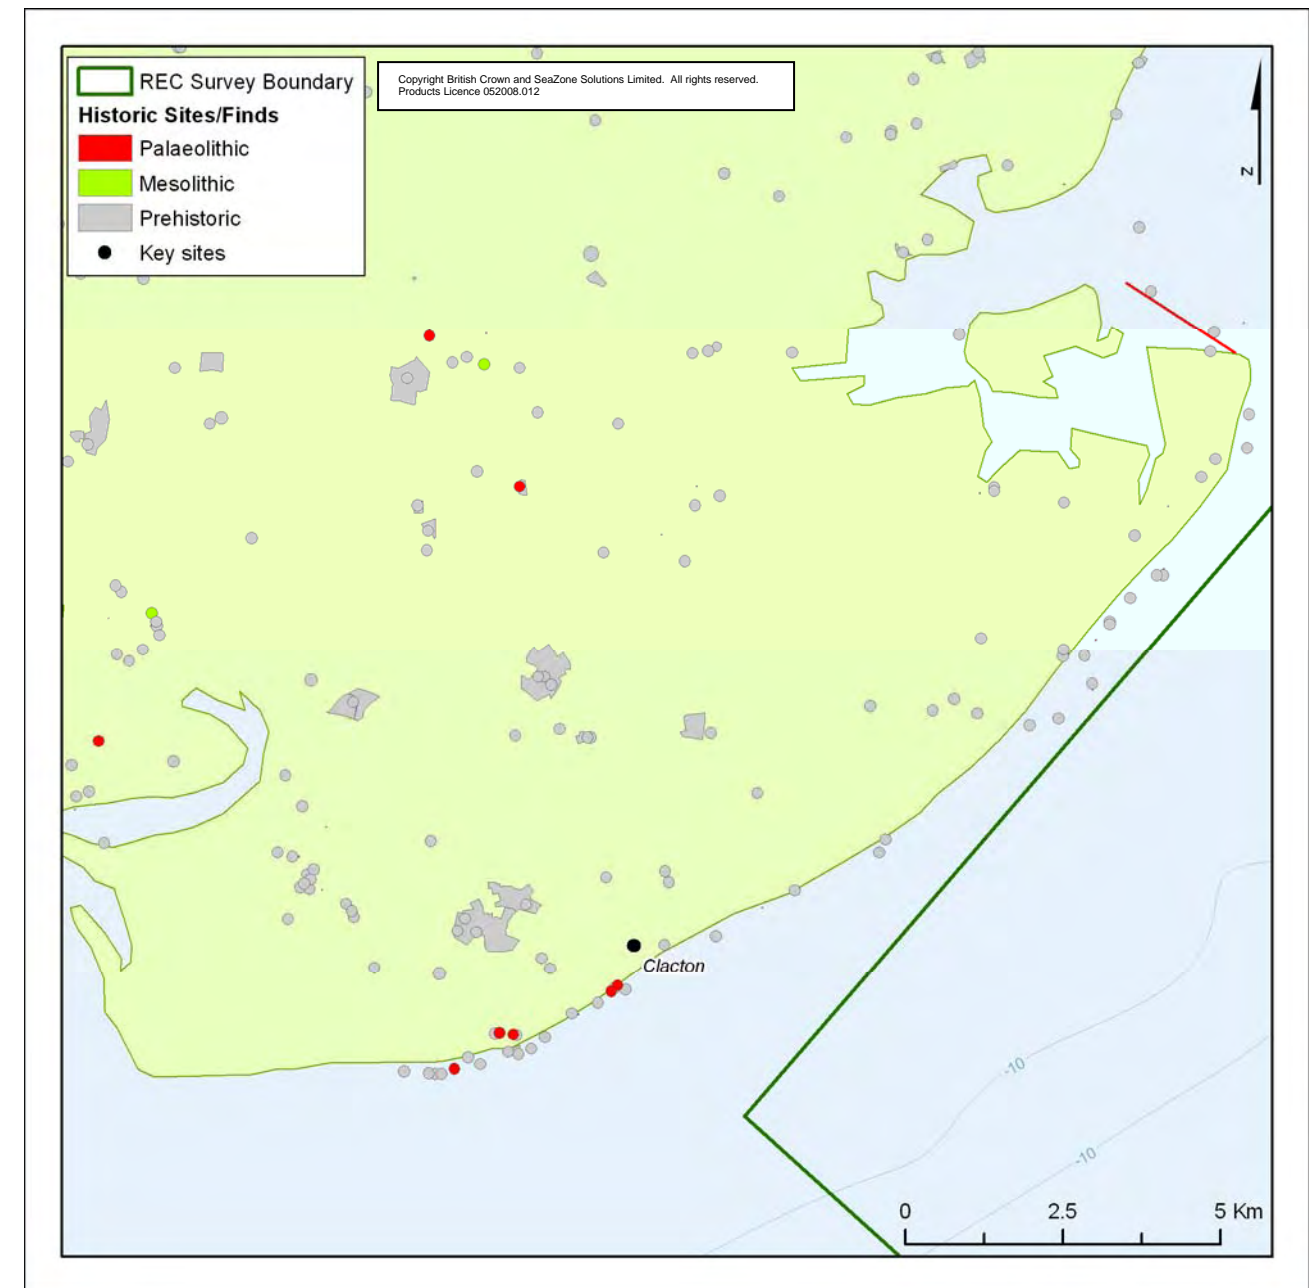 REC Survey Boundary
Historic Sites/Finds
Palaeolithic
Mesolithic
Prehistoric
Key sites
Copyright British Crown and SeaZone Solutions Limited. All rights reserved.
Products Licence 052008.012
N
Clacton
-10
-10
0 2.5 5 Km